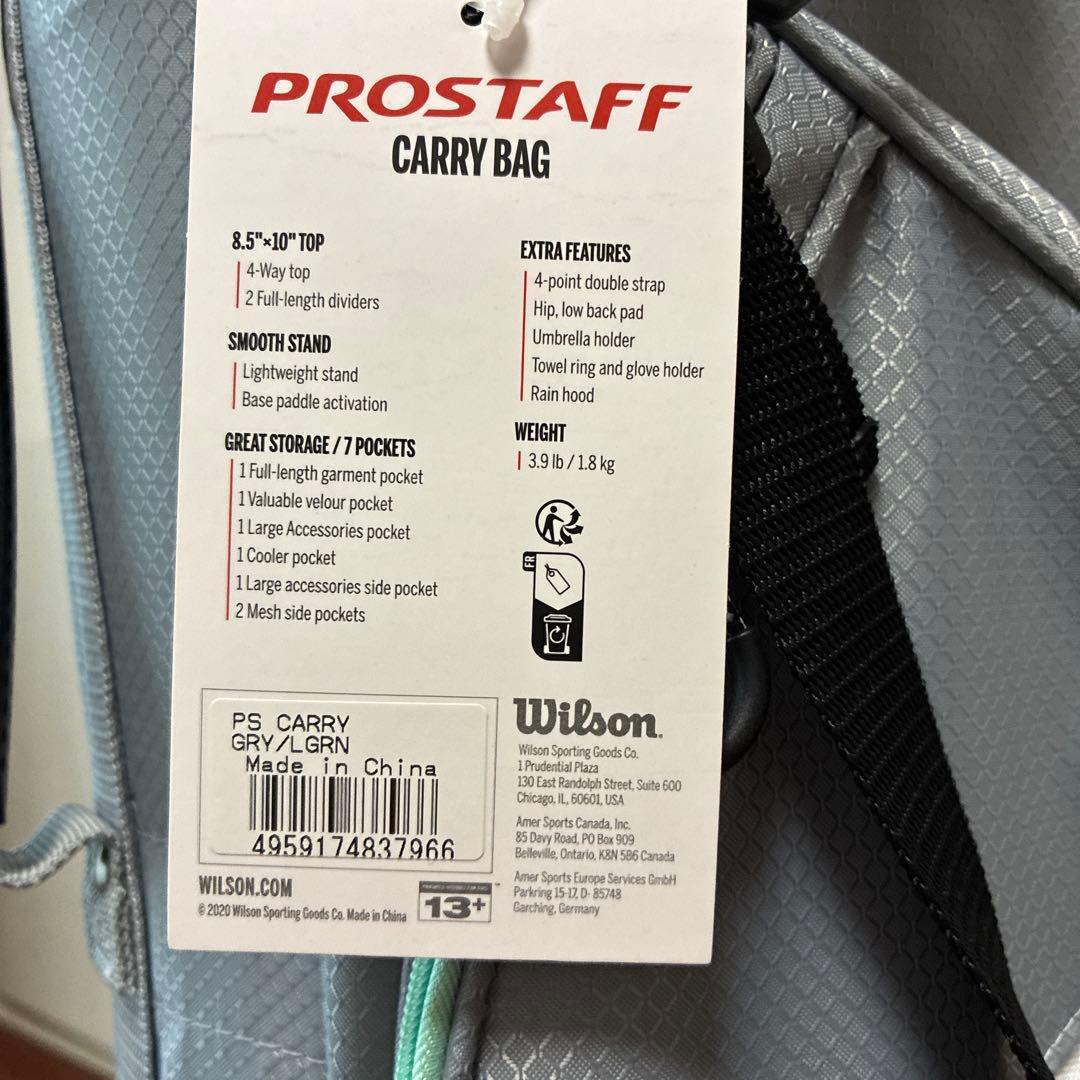 PROSTAFF
CARRY BAG
8.5"×10" TOP
4-Way top
2 Full-length dividers
SMOOTH STAND
Lightweight stand
Base paddle activation
GREAT STORAGE / 7 POCKETS
1 Full-length garment pocket
1 Valuable velour pocket
1 Large Accessories pocket
1 Cooler pocket
1 Large accessories side pocket
2 Mesh side pockets
EXTRA FEATURES
4-point double strap
Hip, low back pad
Umbrella holder
Towel ring and glove holder
Rain hood
WEIGHT
3.9 lb / 1.8 kg
FR
PS CARRY
GRY/LGRN
Made in China
4959174837966
WILSON.COM
© 2020 Wilson Sporting Goods Co. Made in China
13+
Wilson.
Wilson Sporting Goods Co.
1 Prudential Plaza
130 East Randolph Street, Suite 600
Chicago, IL, 60601, USA
Amer Sports Canada, Inc.
85 Davy Road, PO Box 909
Belleville, Ontario, K8N 5B6 Canada
Amer Sports Europe Services GmbH
Parkring 15-17, D- 85748
Garching, Germany